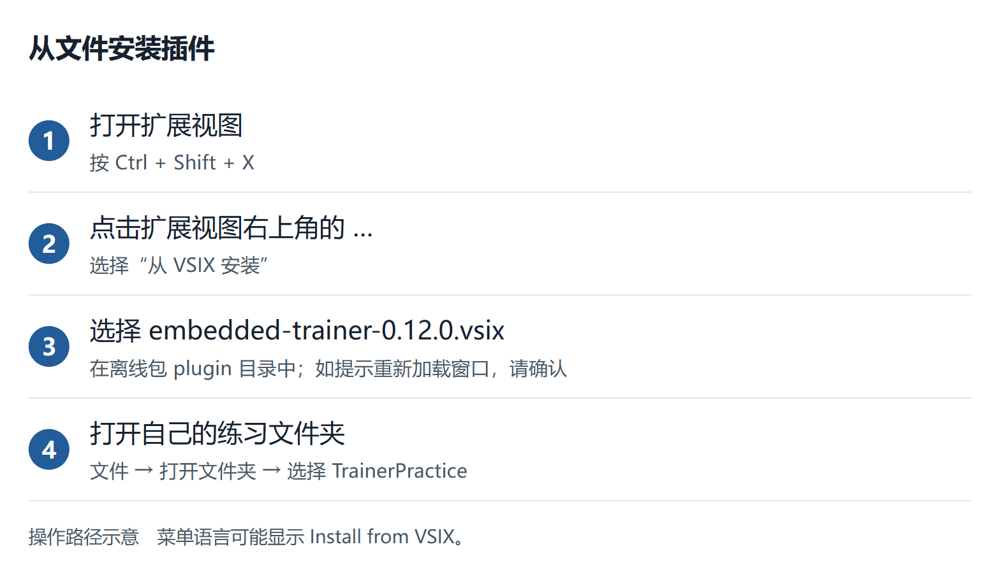 从文件安装插件
1
打开扩展视图
按 Ctrl + Shift + X
2
点击扩展视图右上角的 ...
选择“从 VSIX 安装”
3
选择 embedded-trainer-0.12.0.vsix
在离线包 plugin 目录中；如提示重新加载窗口，请确认
4
打开自己的练习文件夹
文件 → 打开文件夹 → 选择 TrainerPractice
操作路径示意　菜单语言可能显示 Install from VSIX。